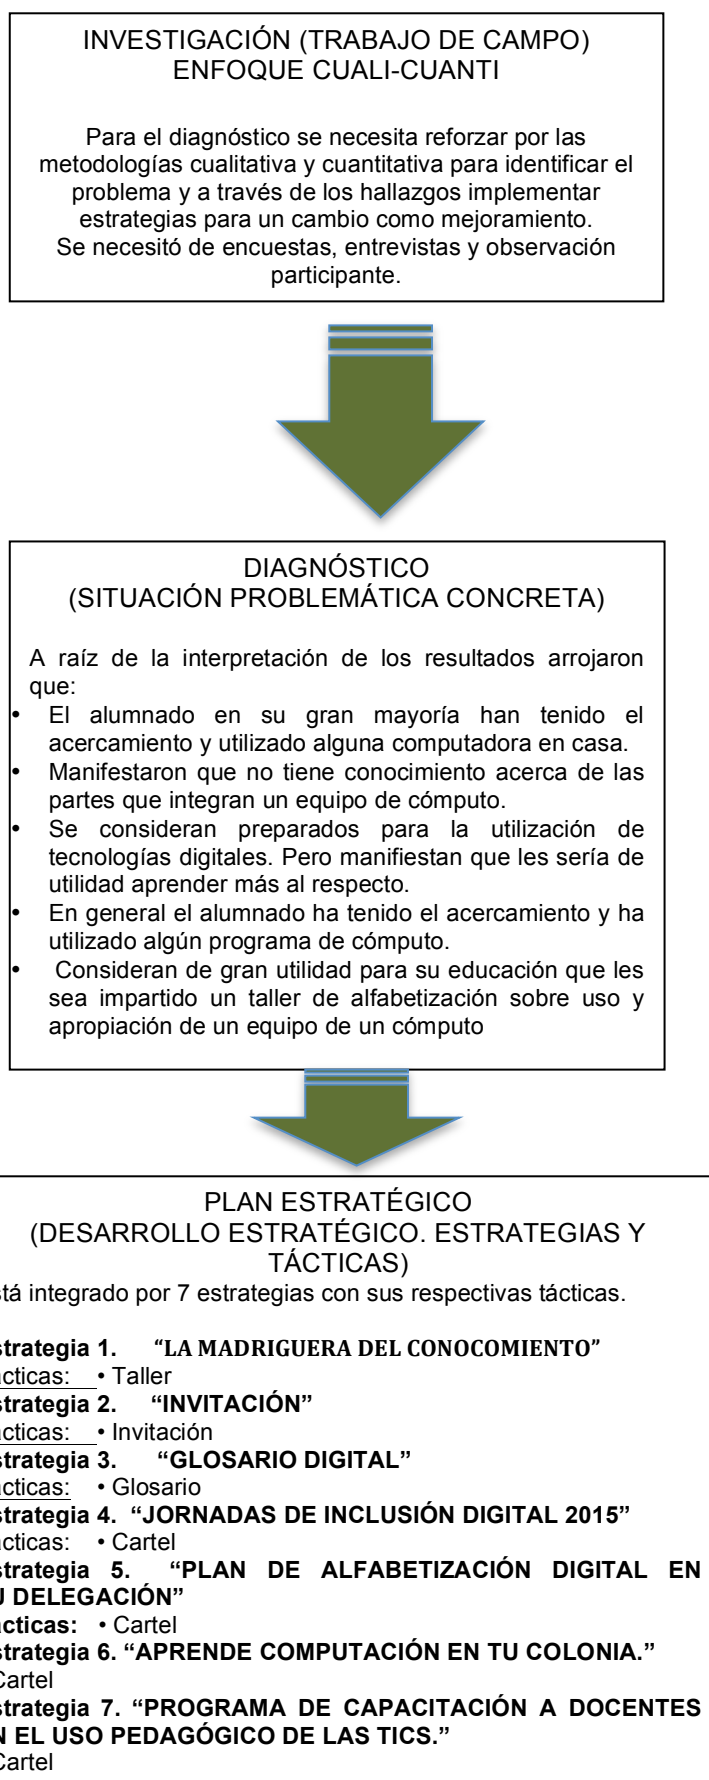 INVESTIGACIÓN (TRABAJO DE CAMPO)
ENFOQUE CUALI-CUANTI
Para el diagnóstico se necesita reforzar por las
metodologías cualitativa y cuantitativa para identificar el
problema y a través de los hallazgos implementar
estrategias para un cambio como mejoramiento.
Se necesitó de encuestas, entrevistas y observación
participante.
DIAGNÓSTICO
(SITUACIÓN PROBLEMÁTICA CONCRETA)
A raíz de la interpretación de los resultados arrojaron
que:
• El alumnado en su gran mayoría han tenido el
acercamiento y utilizado alguna computadora en casa.
• Manifestaron que no tiene conocimiento acerca de las
partes que integran un equipo de cómputo.
• Se consideran preparados para la utilización de
tecnologías digitales. Pero manifiestan que les sería de
utilidad aprender más al respecto.
• En general el alumnado ha tenido el acercamiento y ha
utilizado algún programa de cómputo.
• Consideran de gran utilidad para su educación que les
sea impartido un taller de alfabetización sobre uso y
apropiación de un equipo de un cómputo
PLAN ESTRATÉGICO
(DESARROLLO ESTRATÉGICO. ESTRATEGIAS Y
TÁCTICAS)
stá integrado por 7 estrategias con sus respectivas tácticas.
strategia 1. “LA MADRIGUERA DEL CONOCOMIENTO”
ácticas: • Taller
strategia 2. “INVITACIÓN”
ácticas: • Invitación
strategia 3. “GLOSARIO DIGITAL”
ácticas: • Glosario
strategia 4. “JORNADAS DE INCLUSIÓN DIGITAL 2015”
ácticas: • Cartel
strategia 5. “PLAN DE ALFABETIZACIÓN DIGITAL EN
U DELEGACIÓN”
ácticas: • Cartel
strategia 6. “APRENDE COMPUTACIÓN EN TU COLONIA.”
Cartel
strategia 7. “PROGRAMA DE CAPACITACIÓN A DOCENTES
N EL USO PEDAGÓGICO DE LAS TICS.”
Cartel